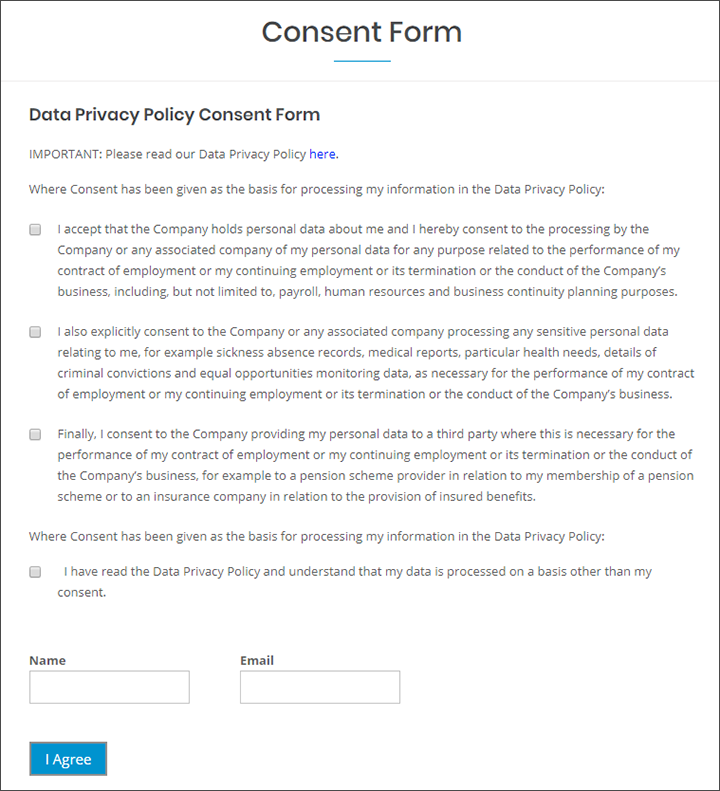 Consent Form
Data Privacy Policy Consent Form
IMPORTANT: Please read our Data Privacy Policy here.
Where Consent has been given as the basis for processing my information in the Data Privacy Policy:
I accept that the Company holds personal data about me and I hereby consent to the processing by the
Company or any associated company of my personal data for any purpose related to the performance of my
contract of employment or my continuing employment or its termination or the conduct of the Company's
business, including, but not limited to, payroll, human resources and business continuity planning purposes.
I also explicitly consent to the Company or any associated company processing any sensitive personal data
relating to me, for example sickness absence records, medical reports, particular health needs, details of
criminal convictions and equal opportunities monitoring data, as necessary for the performance of my contract
of employment or my continuing employment or its termination or the conduct of the Company's business.
Finally, I consent to the Company providing my personal data to a third party where this is necessary for the
performance of my contract of employment or my continuing employment or its termination or the conduct of
the Company's business, for example to a pension scheme provider in relation to my membership of a pension
scheme or to an insurance company in relation to the provision of insured benefits.
Where Consent has been given as the basis for processing my information in the Data Privacy Policy:
I have read the Data Privacy Policy and understand that my data is processed on a basis other than my
consent.
Name Email
I Agree